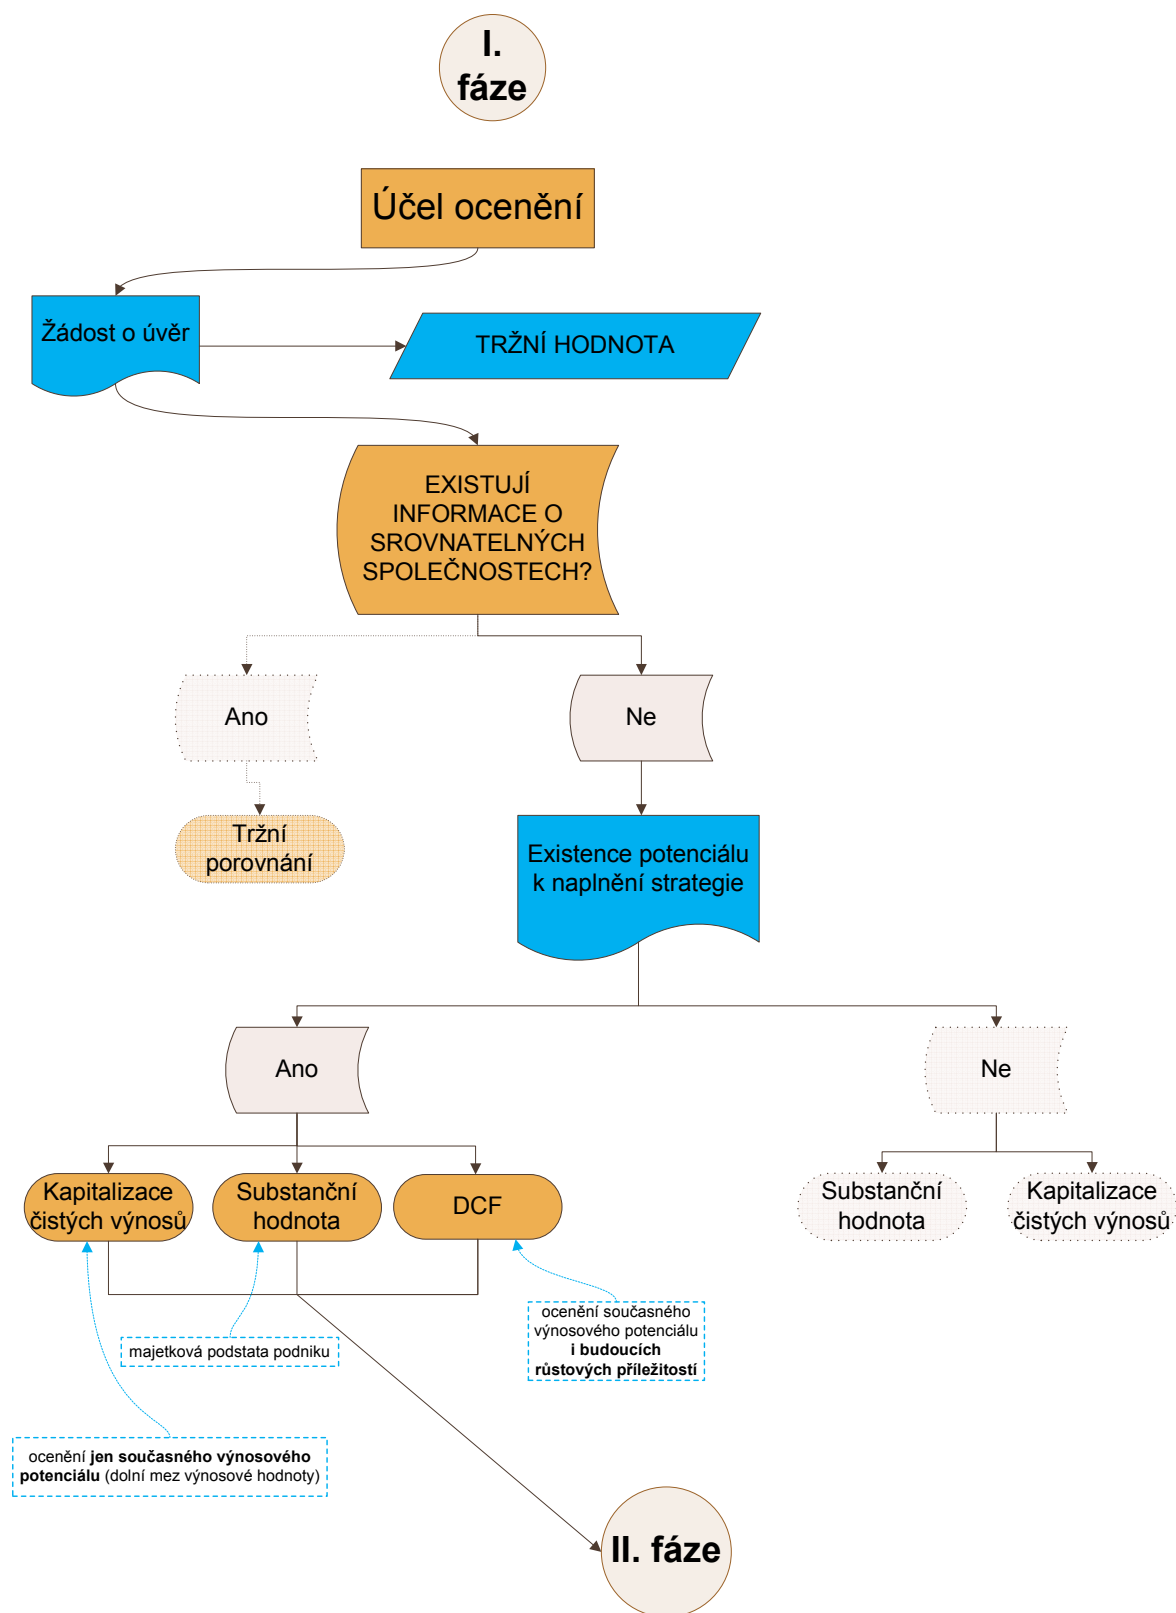 I.
fáze
Účel ocenění
Žádost o úvěr
TRŽNÍ HODNOTA
EXISTUJÍ
INFORMACE O
SROVNATELNÝCH
SPOLEČNOSTECH?
Ano
Ne
Tržní
porovnání
Existence potenciálu
k naplnění strategie
Ano
Ne
Kapitalizace
čistých výnosů
Substanční
hodnota
DCF
Substanční
hodnota
Kapitalizace
čistých výnosů
majetková podstata podniku
ocenění současného
výnosového potenciálu
i budoucích
růstových příležitostí
ocenění jen současného výnosového
potenciálu (dolní mez výnosové hodnoty)
II. fáze